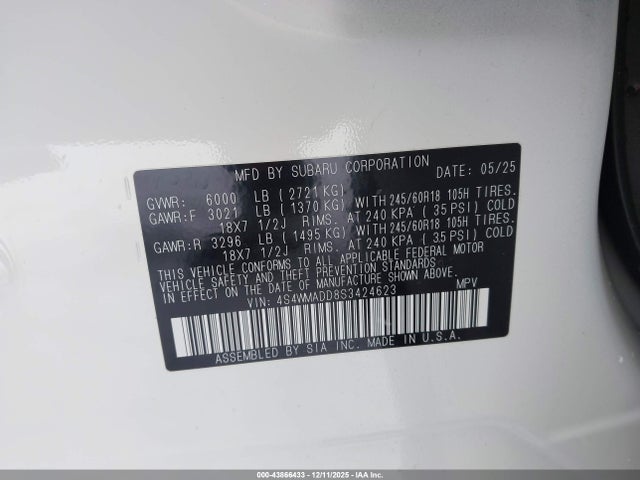 MFD BY SUBARU CORPORATION DATE: 05/25
GVWR: 6000 LB (2721 KG)
GAWR:F 3021 LB (1370 KG) WITH 245/60R18 105H TIRES.
18X7 1/2J RIMS. AT 240 KPA (35 PSI) COLD
GAWR:R 3296 LB (1495 KG) WITH 245/60R18 105H TIRES.
18X7 1/2J RIMS. AT 240 KPA (35 PSI) COLD
THIS VEHICLE CONFORMS TO ALL APPLICABLE FEDERAL MOTOR
VEHICLE SAFETY AND THEFT PREVENTION STANDARDS
IN EFFECT ON THE DATE OF MANUFACTURE SHOWN ABOVE.
VIN: 4S4WMADD8S3424623 MPV
ASSEMBLED BY SIA INC. MADE IN U.S.A.
000-43866433 - 12/11/2025 - IAAI.COM